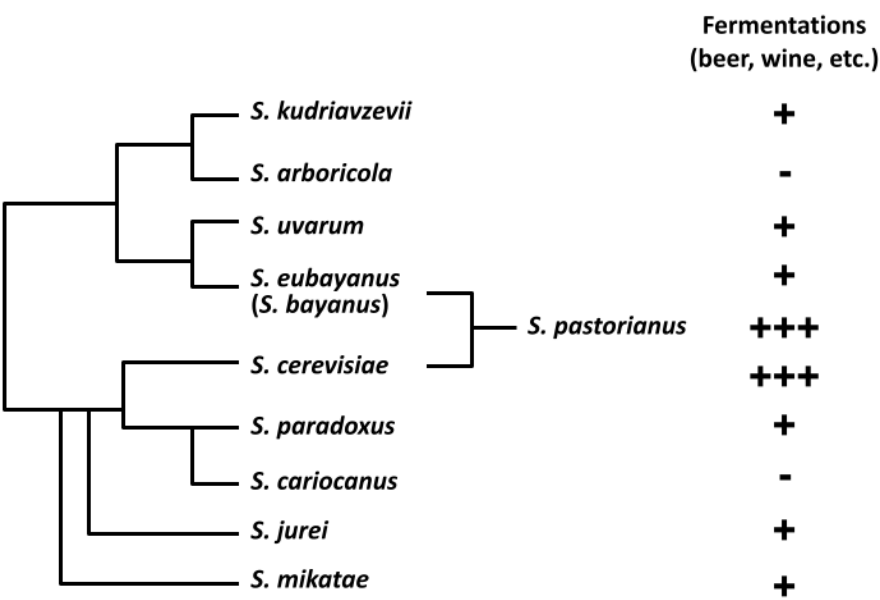 Fermentations
(beer, wine, etc.)
S. kudriavzevii +
S. arboricola -
S. uvarum +
S. eubayanus +
(S. bayanus)
S. pastorianus +++
S. cerevisiae +++
S. paradoxus +
S. cariocanus -
S. jurei +
S. mikatae +